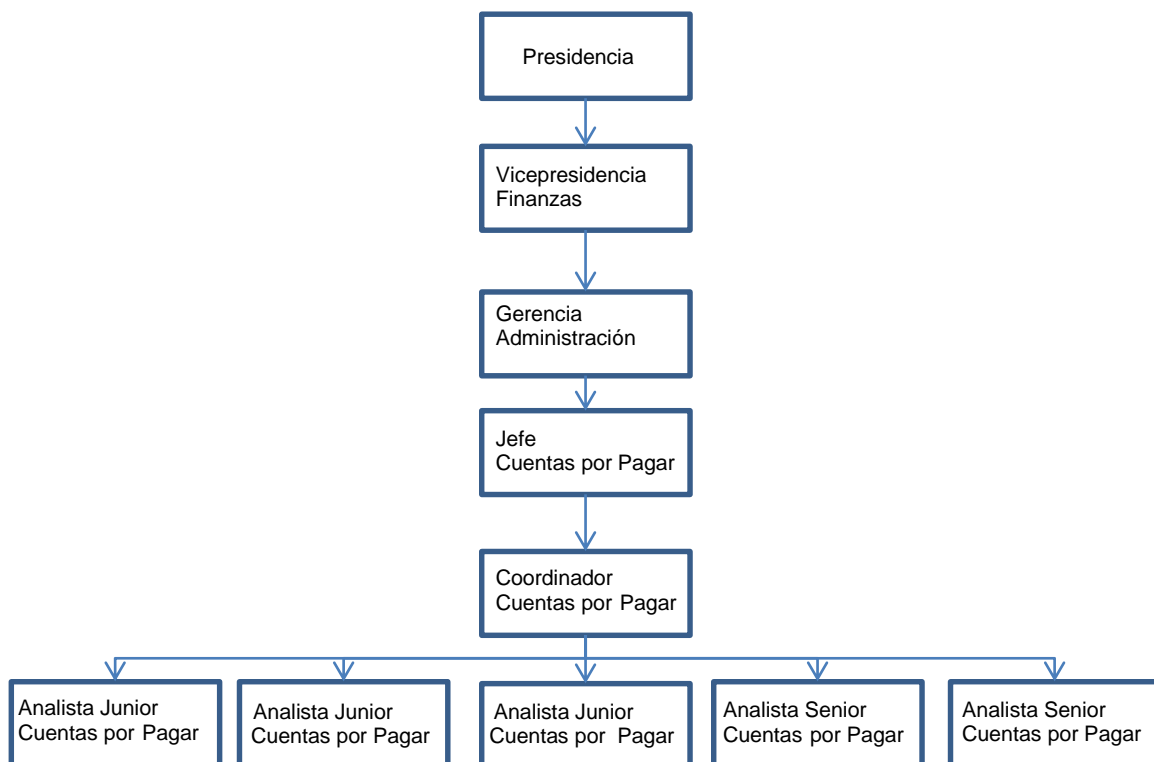 Presidencia
Vicepresidencia
Finanzas
Gerencia
Administración
Jefe
Cuentas por Pagar
Coordinador
Cuentas por Pagar
Analista Junior
Cuentas por Pagar
Analista Junior
Cuentas por Pagar
Analista Junior
Cuentas por Pagar
Analista Senior
Cuentas por Pagar
Analista Senior
Cuentas por Pagar